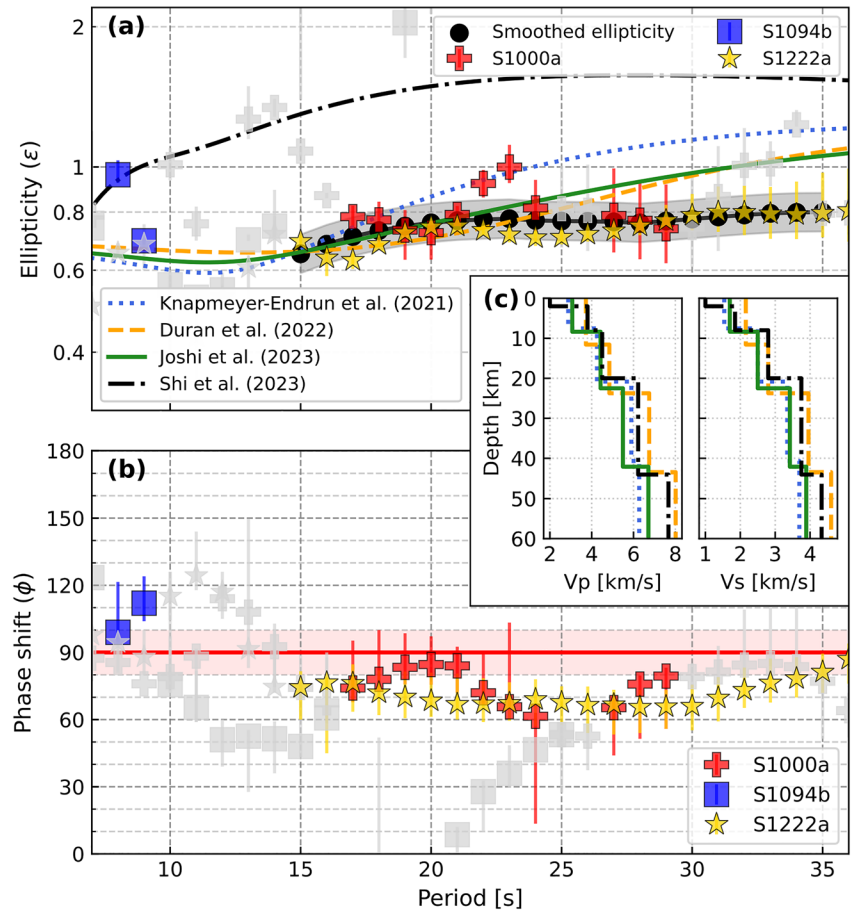 (a)
Smoothed ellipticity
S1000a
S1094b
S1222a
Ellipticity (ε)
2
1
0.8
0.6
0.4
Knapmeyer-Endrun et al. (2021)
Duran et al. (2022)
Joshi et al. (2023)
Shi et al. (2023)
(c)
Depth [km]
0
10
20
30
40
50
60
2 4 6 8
Vp [km/s]
1 2 4
Vs [km/s]
(b)
Phase shift (ϕ)
180
150
120
90
60
30
0
S1000a
S1094b
S1222a
10 15 20 25 30 36
Period [s]